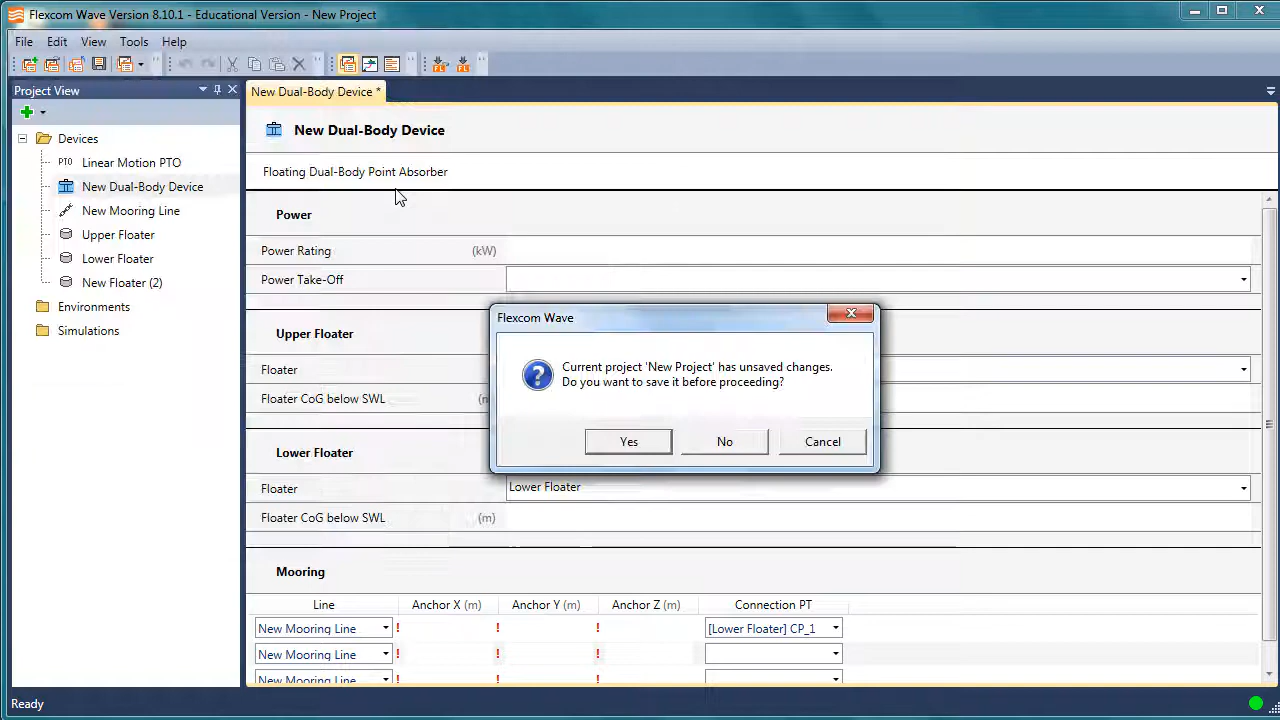 Flexcom Wave Version 8.10.1 - Educational Version - New Project
File Edit View Tools Help
Project View
New Dual-Body Device *
Devices
PTO Linear Motion PTO
New Dual-Body Device
New Mooring Line
Upper Floater
Lower Floater
New Floater (2)
Environments
Simulations
New Dual-Body Device
Floating Dual-Body Point Absorber
Power
Power Rating (kW)
Power Take-Off
Upper Floater
Floater
Floater CoG below SWL
Flexcom Wave
Current project 'New Project' has unsaved changes.
Do you want to save it before proceeding?
Yes No Cancel
Lower Floater
Floater Lower Floater
Floater CoG below SWL (m)
Mooring
Line Anchor X (m) Anchor Y (m) Anchor Z (m) Connection PT
New Mooring Line ! ! ! [Lower Floater] CP_1
New Mooring Line ! ! !
New Mooring Line ! ! !
Ready